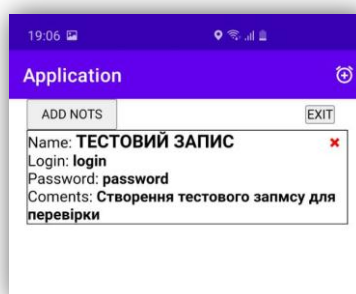 19:06
Application
ADD NOTS EXIT
Name: ТЕСТОВИЙ ЗАПИС
Login: login
Password: password
Coments: Створення тестового запмсу для
перевірки